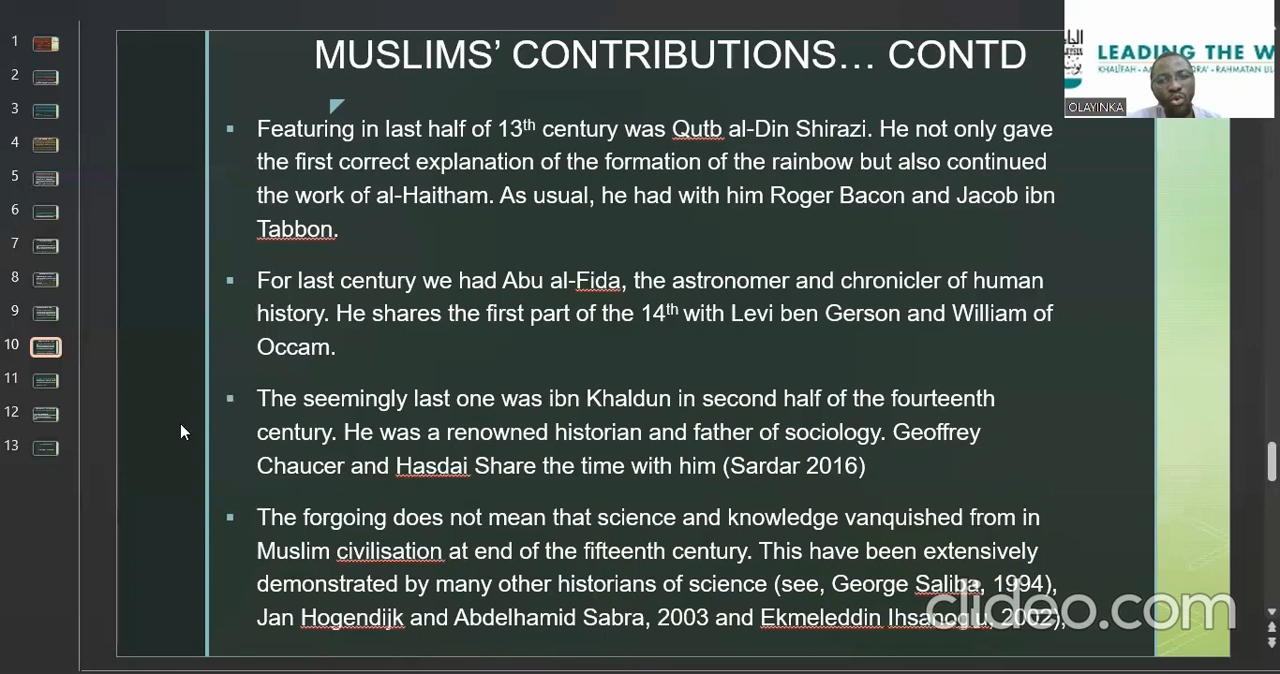 1
2
3
4
5
6
7
8
9
10
11
12
13
MUSLIMS’ CONTRIBUTIONS… CONTD
Featuring in last half of 13th century was Qutb al-Din Shirazi. He not only gave
the first correct explanation of the formation of the rainbow but also continued
the work of al-Haitham. As usual, he had with him Roger Bacon and Jacob ibn
Tabbon.
For last century we had Abu al-Fida, the astronomer and chronicler of human
history. He shares the first part of the 14th with Levi ben Gerson and William of
Occam.
The seemingly last one was ibn Khaldun in second half of the fourteenth
century. He was a renowned historian and father of sociology. Geoffrey
Chaucer and Hasdai Share the time with him (Sardar 2016)
The forgoing does not mean that science and knowledge vanquished from in
Muslim civilisation at end of the fifteenth century. This have been extensively
demonstrated by many other historians of science (see, George Saliba, 1994),
Jan Hogendijk and Abdelhamid Sabra, 2003 and Ekmeleddin Ihsanoglu, 2002),
LEADING THE W
OLAYINKA
clideo.com